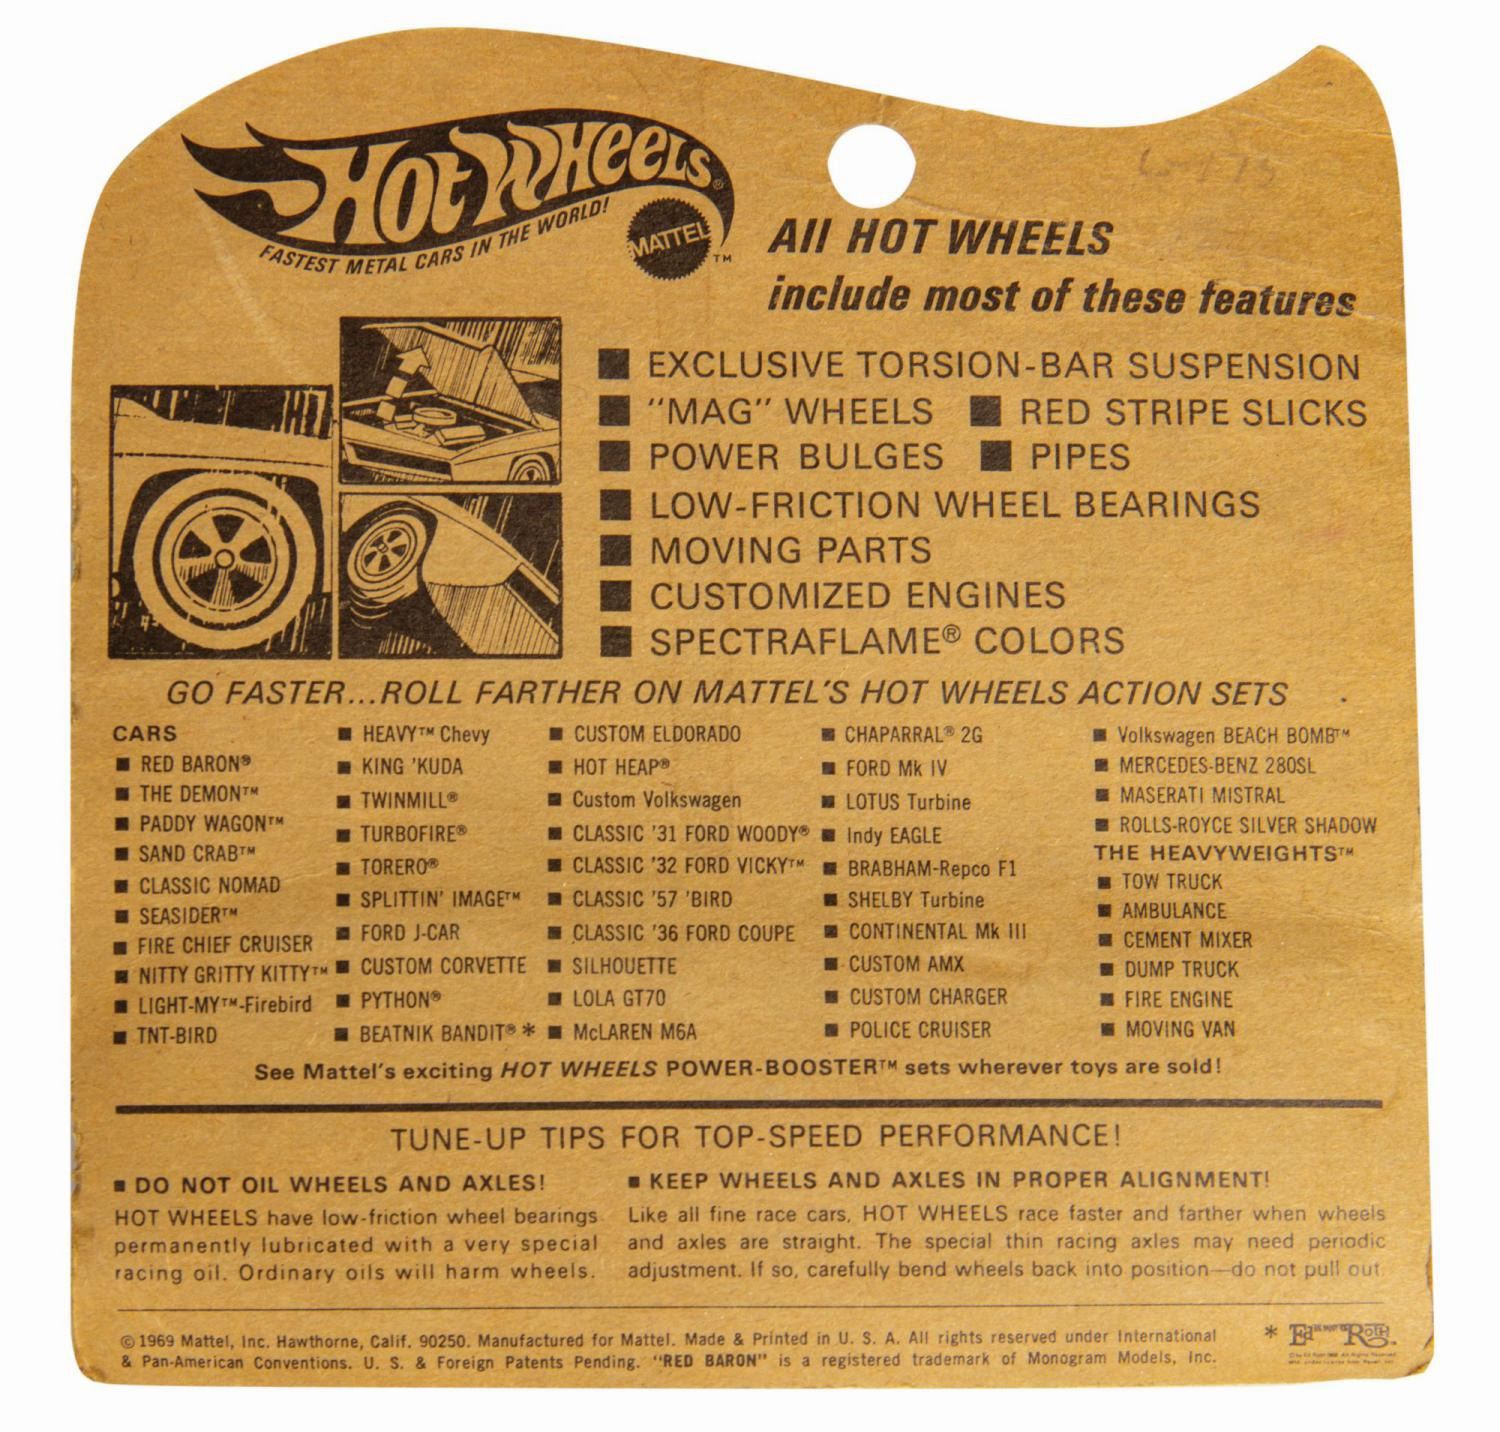 HOT WHEELS®
FASTEST METAL CARS IN THE WORLD!
MATTEL™
All HOT WHEELS
include most of these features
■ EXCLUSIVE TORSION-BAR SUSPENSION
■ "MAG" WHEELS ■ RED STRIPE SLICKS
■ POWER BULGES ■ PIPES
■ LOW-FRICTION WHEEL BEARINGS
■ MOVING PARTS
■ CUSTOMIZED ENGINES
■ SPECTRAFLAME® COLORS
GO FASTER...ROLL FARTHER ON MATTEL'S HOT WHEELS ACTION SETS
CARS
■ RED BARON®
■ THE DEMON™
■ PADDY WAGON™
■ SAND CRAB™
■ CLASSIC NOMAD
■ SEASIDER™
■ FIRE CHIEF CRUISER
■ NITTY GRITTY KITTY™
■ LIGHT-MY™-Firebird
■ TNT-BIRD
■ HEAVY™ Chevy
■ KING 'KUDA
■ TWINMILL®
■ TURBOFIRE®
■ TORERO®
■ SPLITTIN' IMAGE™
■ FORD J-CAR
■ CUSTOM CORVETTE
■ PYTHON®
■ BEATNIK BANDIT® *
■ CUSTOM ELDORADO
■ HOT HEAP®
■ Custom Volkswagen
■ CLASSIC '31 FORD WOODY®
■ CLASSIC '32 FORD VICKY™
■ CLASSIC '57 'BIRD
■ CLASSIC '36 FORD COUPE
■ SILHOUETTE
■ LOLA GT70
■ McLAREN M6A
■ CHAPARRAL® 2G
■ FORD Mk IV
■ LOTUS Turbine
■ Indy EAGLE
■ BRABHAM-Repco F1
■ SHELBY Turbine
■ CONTINENTAL Mk III
■ CUSTOM AMX
■ CUSTOM CHARGER
■ POLICE CRUISER
■ Volkswagen BEACH BOMB™
■ MERCEDES-BENZ 280SL
■ MASERATI MISTRAL
■ ROLLS-ROYCE SILVER SHADOW
THE HEAVYWEIGHTS™
■ TOW TRUCK
■ AMBULANCE
■ CEMENT MIXER
■ DUMP TRUCK
■ FIRE ENGINE
■ MOVING VAN
See Mattel's exciting HOT WHEELS POWER-BOOSTER™ sets wherever toys are sold!
TUNE-UP TIPS FOR TOP-SPEED PERFORMANCE!
■ DO NOT OIL WHEELS AND AXLES!
HOT WHEELS have low-friction wheel bearings
permanently lubricated with a very special
racing oil. Ordinary oils will harm wheels.
■ KEEP WHEELS AND AXLES IN PROPER ALIGNMENT!
Like all fine race cars, HOT WHEELS race faster and farther when wheels
and axles are straight. The special thin racing axles may need periodic
adjustment. If so, carefully bend wheels back into position—do not pull out.
© 1969 Mattel, Inc. Hawthorne, Calif. 90250. Manufactured for Mattel. Made & Printed in U. S. A. All rights reserved under International
& Pan-American Conventions. U. S. & Foreign Patents Pending. "RED BARON" is a registered trademark of Monogram Models, Inc.
* Ed Roth